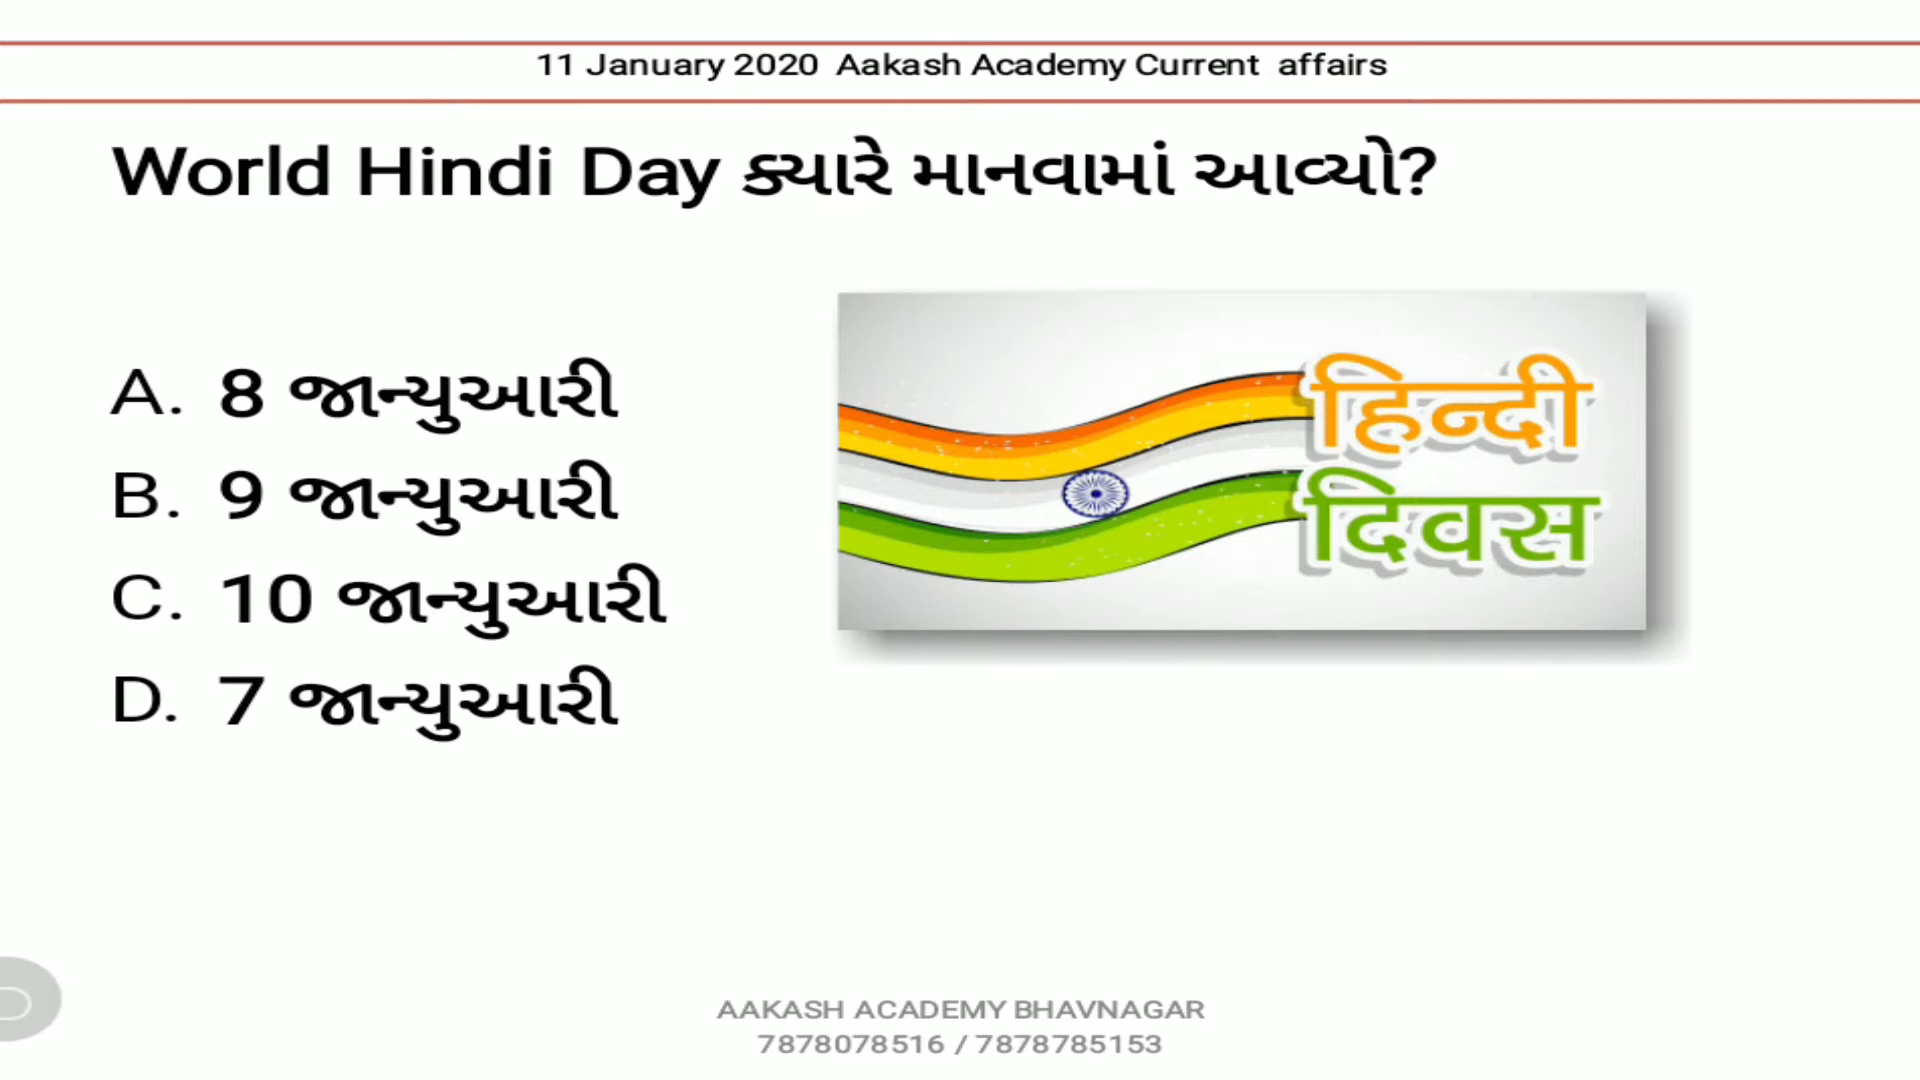 11 January 2020 Aakash Academy Current affairs
World Hindi Day ક્યારે માનવામાં આવ્યો?
A. 8 જાન્યુઆરી
B. 9 જાન્યુઆરી
C. 10 જાન્યુઆરી
D. 7 જાન્યુઆરી
हिन्दी
दिवस
AAKASH ACADEMY BHAVNAGAR
7878078516 / 7878785153